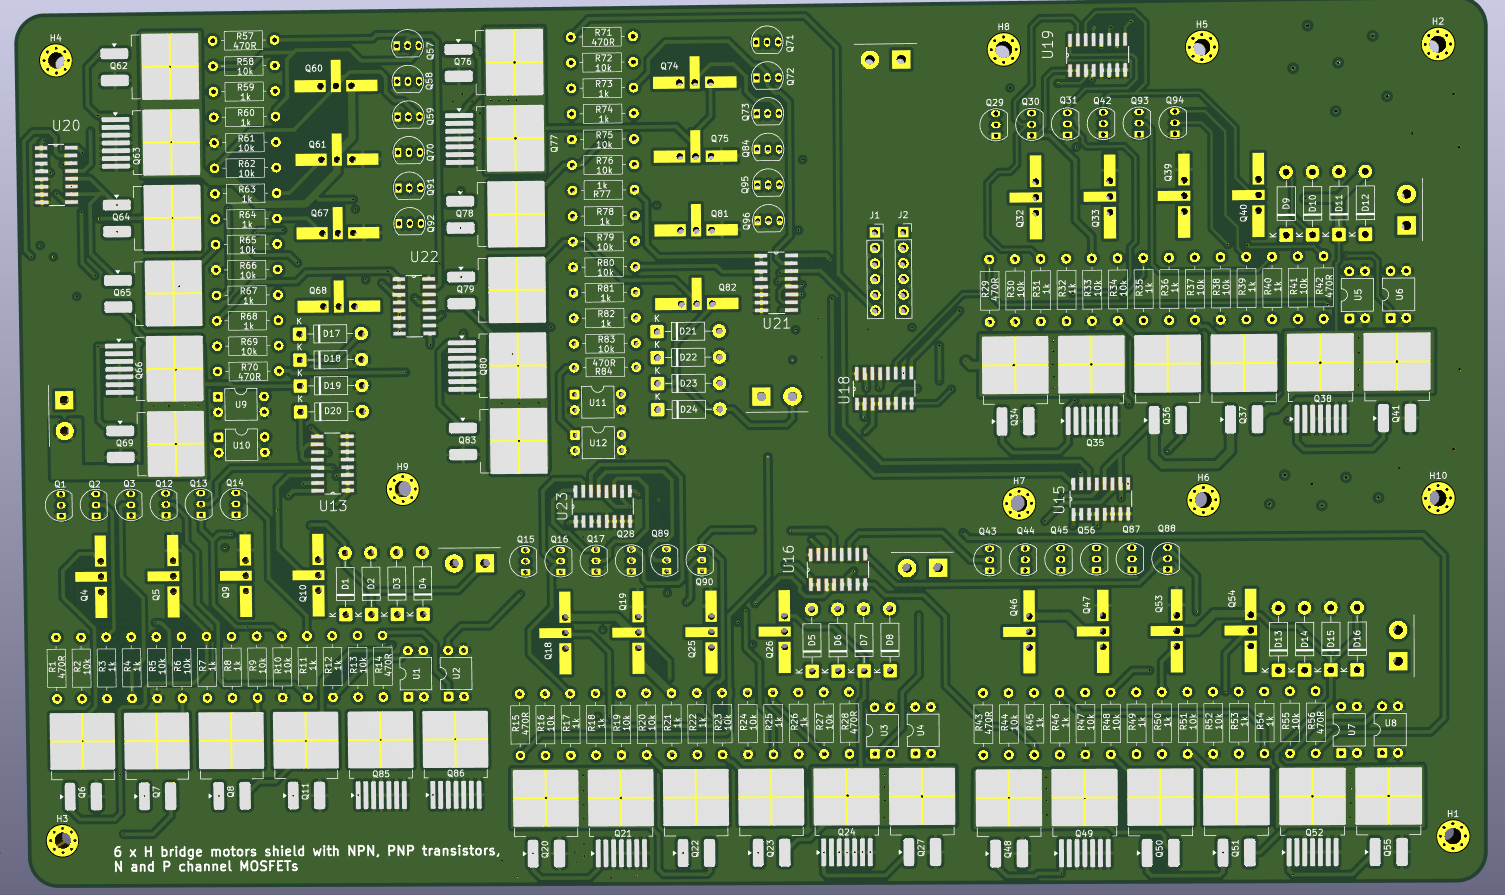 H4
Q62
R57
470R
R58
10k
R59
1k
R60
1k
R61
10k
R62
10k
R63
1k
R64
1k
R65
10k
R66
10k
R67
1k
R68
1k
R69
10k
R70
470R
Q60
Q61
Q67
Q68
Q57
Q58
Q59
Q70
Q91
Q92
U20
Q63
Q64
Q65
Q66
Q69
K
D17
K
D18
K
D19
K
D20
U9
U10
U22
U13
H9
Q76
Q77
Q78
Q79
Q80
Q83
R71
470R
R72
10k
R73
1k
R74
1k
R75
10k
R76
10k
1k
R77
R78
1k
R79
10k
R80
10k
R81
1k
R82
1k
R83
10k
470R
R84
Q74
Q75
Q81
Q82
Q71
Q72
Q73
Q84
Q95
Q96
K
D21
K
D22
K
D23
K
D24
U11
U12
U21
J1
J2
U18
H8
U19
H5
H2
Q29
Q30
Q31
Q42
Q93
Q94
Q32
Q33
Q39
Q40
D9
D10
D11
D12
K
K
K
K
R29
470R
R30
10k
R31
1k
R32
1k
R33
10k
R34
10k
R35
1k
R36
1k
R37
10k
R38
10k
R39
1k
R40
1k
R41
10k
R42
470R
U5
U6
Q34
Q35
Q36
Q37
Q38
Q41
H7
U15
H6
H10
Q1
Q2
Q3
Q12
Q13
Q14
Q4
Q5
Q9
Q10
D1
D2
D3
D4
K
K
K
K
R1
470R
R2
10k
R3
1k
R4
1k
R5
10k
R6
10k
R7
1k
R8
1k
R9
10k
R10
10k
R11
1k
R12
1k
R13
10k
R14
470R
U1
U2
Q6
Q7
Q8
Q11
Q85
Q86
H3
U23
Q15
Q16
Q17
Q28
Q89
Q90
U16
Q18
Q19
Q25
Q26
D5
D6
D7
D8
K
K
K
K
R15
470R
R16
10k
R17
1k
R18
1k
R19
10k
R20
10k
R21
1k
R22
1k
R23
10k
R24
10k
R25
1k
R26
1k
R27
10k
R28
470R
U3
U4
Q20
Q21
Q22
Q23
Q24
Q27
Q43
Q44
Q45
Q56
Q87
Q88
Q46
Q47
Q53
Q54
D13
D14
D15
D16
K
K
K
K
R43
470R
R44
10k
R45
1k
R46
1k
R47
10k
R48
10k
R49
1k
R50
1k
R51
10k
R52
10k
R53
1k
R54
1k
R55
10k
R56
470R
U7
U8
Q48
Q49
Q50
Q51
Q52
Q55
H1
6 x H bridge motors shield with NPN, PNP transistors,
N and P channel MOSFETs